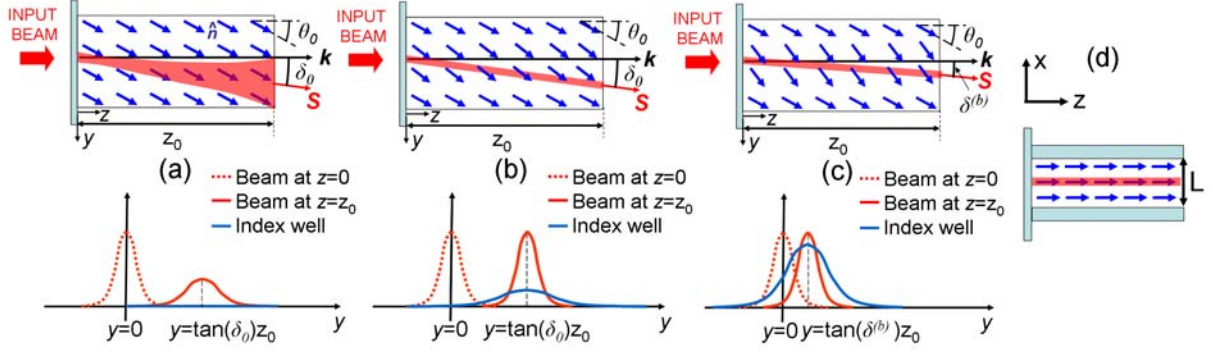 INPUT
BEAM
n̂
θ₀
k
δ₀
S
z
y
z₀
(a)
Beam at z=0
Beam at z=z₀
Index well
y=0
y=tan(δ₀)z₀
y
INPUT
BEAM
θ₀
k
δ₀
S
z
y
z₀
(b)
Beam at z=0
Beam at z=z₀
Index well
y=0
y=tan(δ₀)z₀
y
INPUT
BEAM
θ₀
k
δ⁽ᵇ⁾
S
z
y
z₀
(c)
Beam at z=0
Beam at z=z₀
Index well
y=0
y=tan(δ⁽ᵇ⁾)z₀
y
(d)
x
z
L